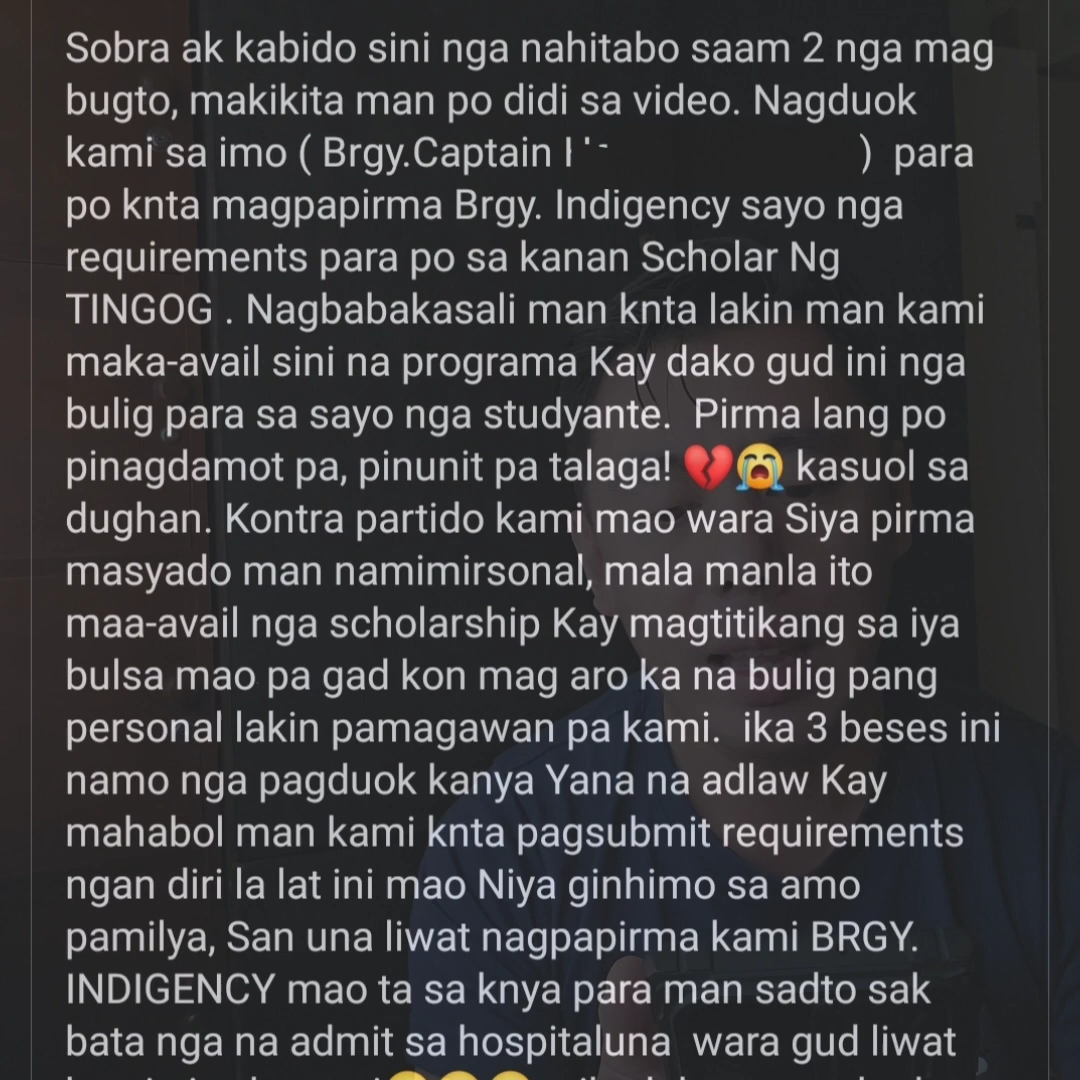 Sobra ak kabido sini nga nahitabo saam 2 nga mag
bugto, makikita man po didi sa video. Nagduok
kami sa imo ( Brgy.Captain ) para
po knta magpapirma Brgy. Indigency sayo nga
requirements para po sa kanan Scholar Ng
TINGOG . Nagbabakasali man knta lakin man kami
maka-avail sini na programa Kay dako gud ini nga
bulig para sa sayo nga studyante. Pirma lang po
pinagdamot pa, pinunit pa talaga! 💔😭 kasuol sa
dughan. Kontra partido kami mao wara Siya pirma
masyado man namimirsonal, mala manla ito
maa-avail nga scholarship Kay magtitikang sa iya
bulsa mao pa gad kon mag aro ka na bulig pang
personal lakin pamagawan pa kami. ika 3 beses ini
namo nga pagduok kanya Yana na adlaw Kay
mahabol man kami knta pagsubmit requirements
ngan diri la lat ini mao Niya ginhimo sa amo
pamilya, San una liwat nagpapirma kami BRGY.
INDIGENCY mao ta sa knya para man sadto sak
bata nga na admit sa hospitaluna wara gud liwat